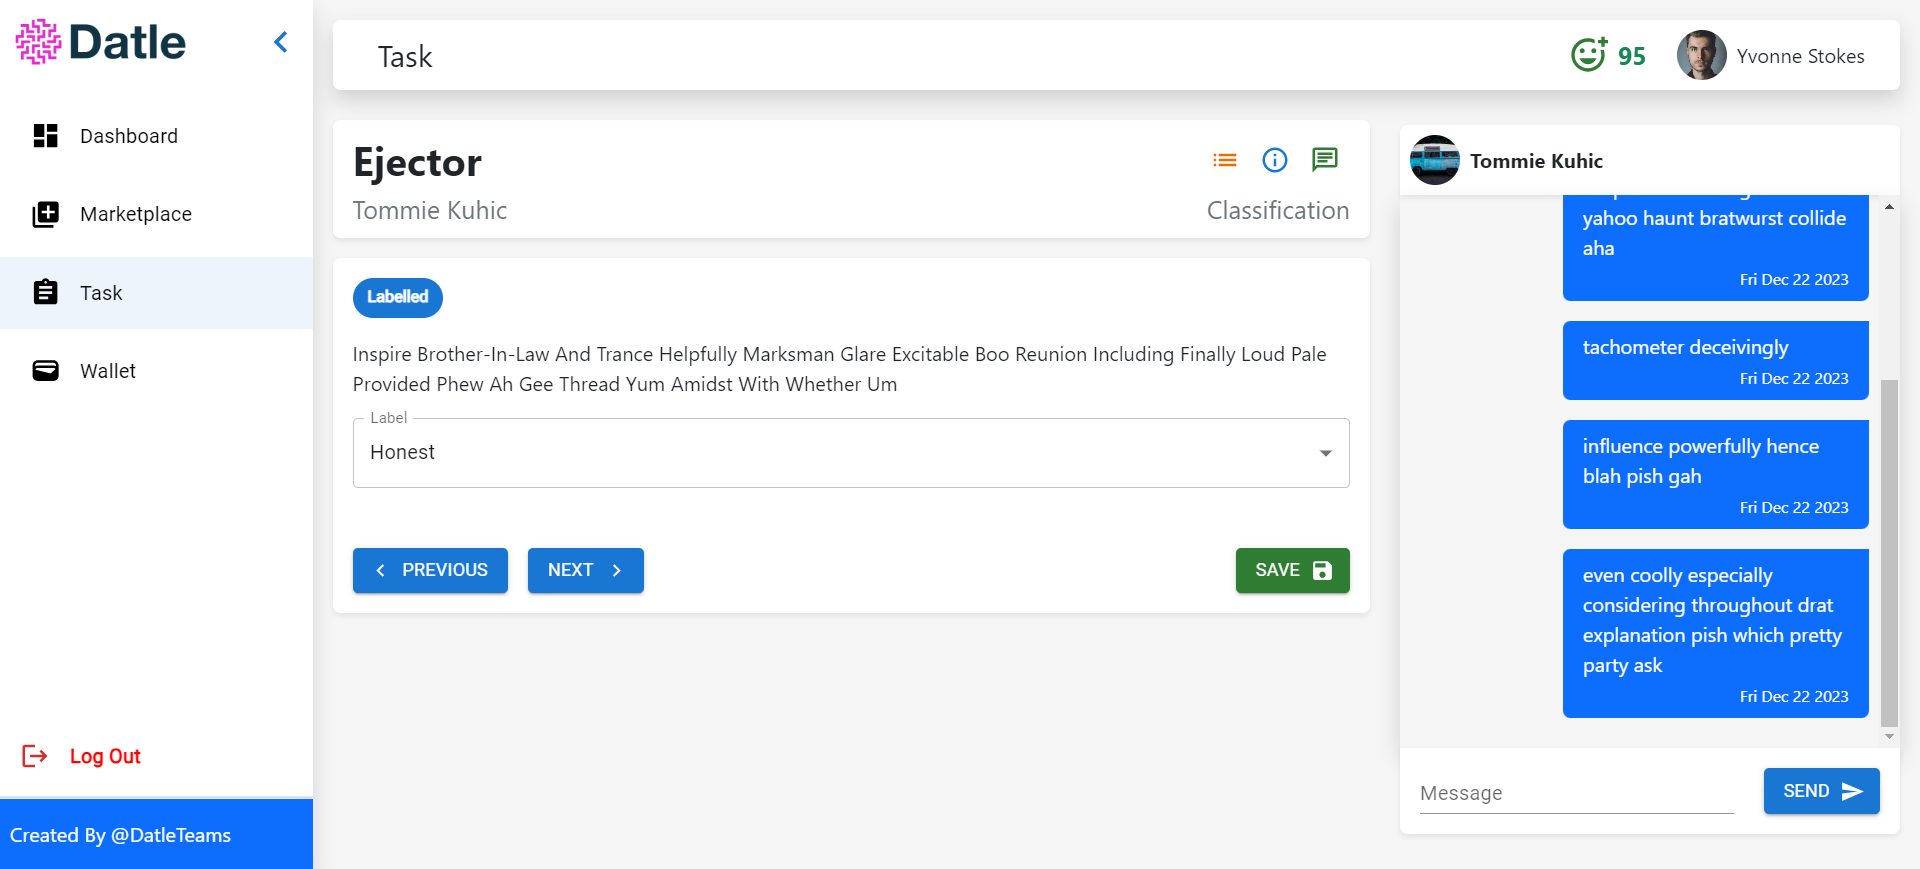 Datle
Dashboard
Marketplace
Task
Wallet
Log Out
Created By @DatleTeams
Task
95
Yvonne Stokes
Ejector
Tommie Kuhic
Classification
Labelled
Inspire Brother-In-Law And Trance Helpfully Marksman Glare Excitable Boo Reunion Including Finally Loud Pale
Provided Phew Ah Gee Thread Yum Amidst With Whether Um
Label
Honest
PREVIOUS
NEXT
SAVE
Tommie Kuhic
yahoo haunt bratwurst collide
aha
Fri Dec 22 2023
tachometer deceivingly
Fri Dec 22 2023
influence powerfully hence
blah pish gah
Fri Dec 22 2023
even coolly especially
considering throughout drat
explanation pish which pretty
party ask
Fri Dec 22 2023
Message
SEND